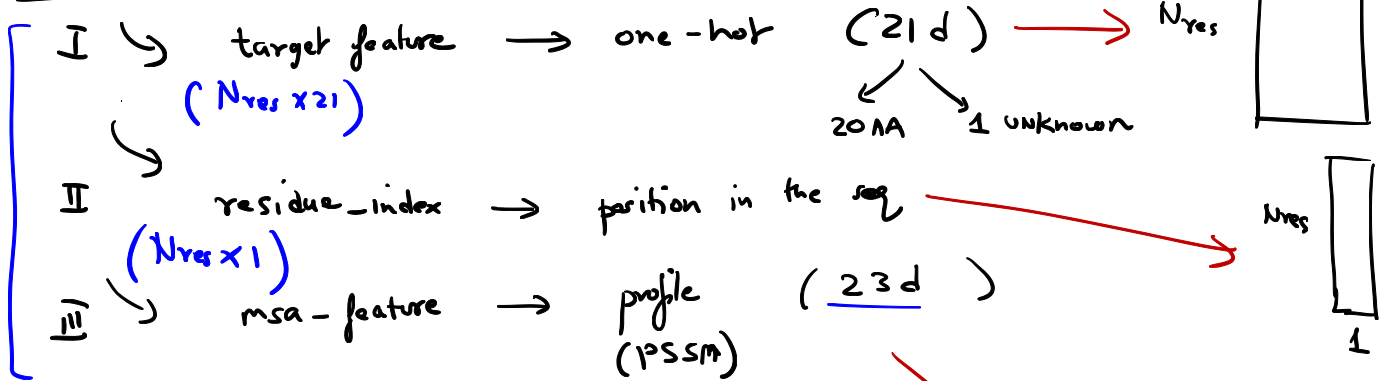 I target feature → one-hot (21d) → Nres
(Nres x 21)
20 AA 1 unknown
II residue_index → position in the seq → Nres
(Nres x 1)
III msa-feature → profile (23d)
(PSSM)
1